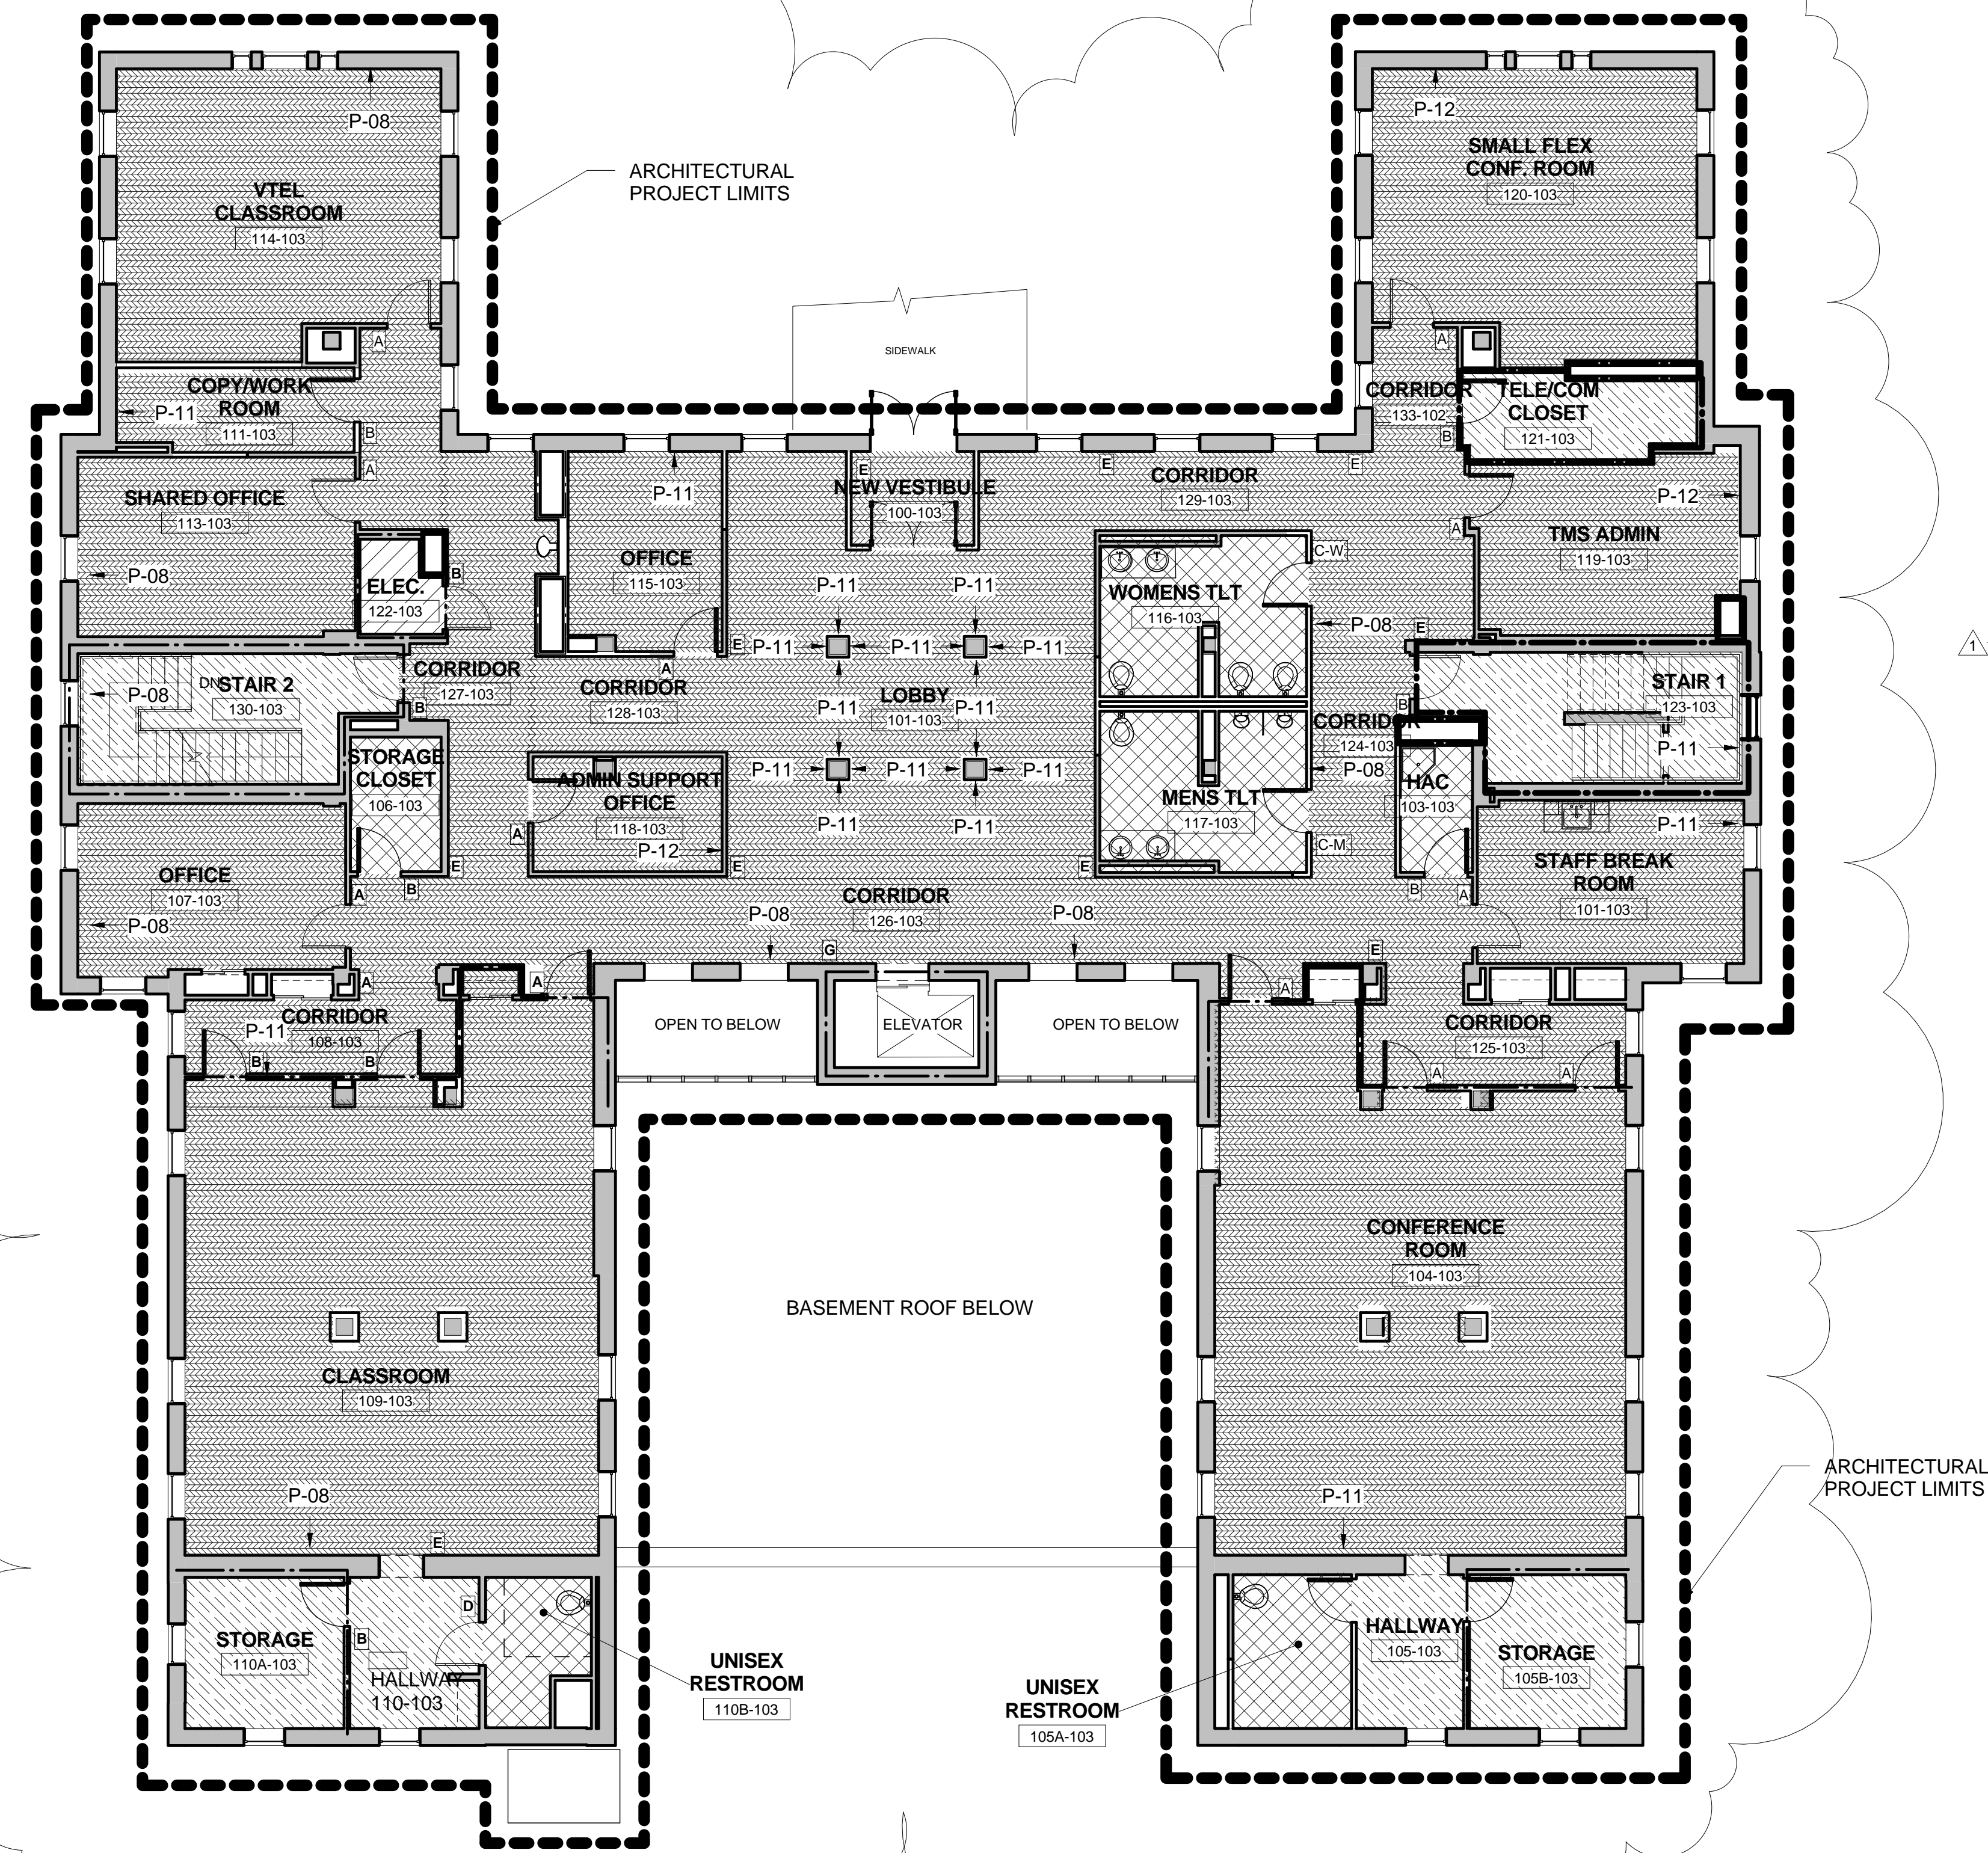 ARCHITECTURAL
PROJECT LIMITS
P-08
VTEL
CLASSROOM
114-103
A
P-12
SMALL FLEX
CONF. ROOM
120-103
A
SIDEWALK
COPY/WORK
ROOM
111-103
P-11
B
A
CORRIDOR
133-102
B
TELE/COM
CLOSET
121-103
SHARED OFFICE
113-103
P-08
ELEC.
122-103
B
P-11
OFFICE
115-103
A
E
E
NEW VESTIBULE
100-103
E
CORRIDOR
129-103
E
P-12
TMS ADMIN
119-103
A
C-W
WOMENS TLT
116-103
P-08
E
P-11
P-11
P-11
P-11
P-11
LOBBY
101-103
P-11
P-11
P-11
P-11
P-11
P-11
P-11
STAIR 2
130-103
DN
P-08
B
CORRIDOR
127-103
CORRIDOR
128-103
CORRIDOR
124-103
P-08
B
STAIR 1
123-103
P-11
1
STORAGE
CLOSET
106-103
B
E
ADMIN SUPPORT
OFFICE
118-103
P-12
A
E
MENS TLT
117-103
C-M
E
HAC
103-103
B
P-11
STAFF BREAK
ROOM
101-103
A
OFFICE
107-103
P-08
A
A
CORRIDOR
126-103
P-08
P-08
G
A
E
A
CORRIDOR
108-103
P-11
B
B
OPEN TO BELOW
ELEVATOR
OPEN TO BELOW
CORRIDOR
125-103
A
A
CONFERENCE
ROOM
104-103
BASEMENT ROOF BELOW
CLASSROOM
109-103
P-08
E
P-11
ARCHITECTURAL
PROJECT LIMITS
STORAGE
110A-103
B
D
HALLWAY
110-103
UNISEX
RESTROOM
110B-103
UNISEX
RESTROOM
105A-103
HALLWAY
105-103
STORAGE
105B-103